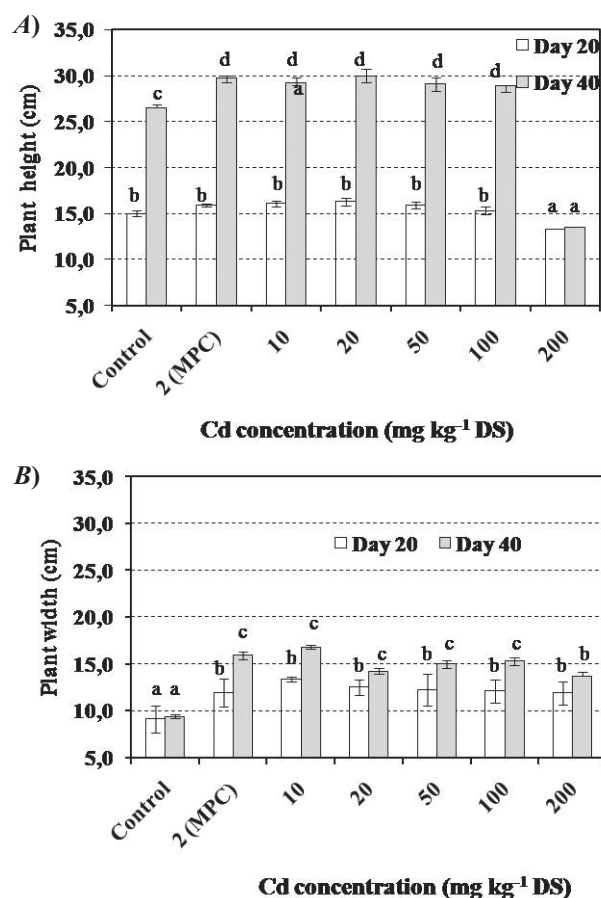 A)
Plant height (cm)
35,0
30,0
25,0
20,0
15,0
10,0
5,0
Day 20
Day 40
b c
b d
b d a
b d
b d
b d
a a
Control
2 (MPC)
10
20
50
100
200
Cd concentration (mg kg⁻¹ DS)
B)
Plant width (cm)
35,0
30,0
25,0
20,0
15,0
10,0
5,0
Day 20 Day 40
a a
b c
b c
b c
b c
b c
b b
Control
2 (MPC)
10
20
50
100
200
Cd concentration (mg kg⁻¹ DS)